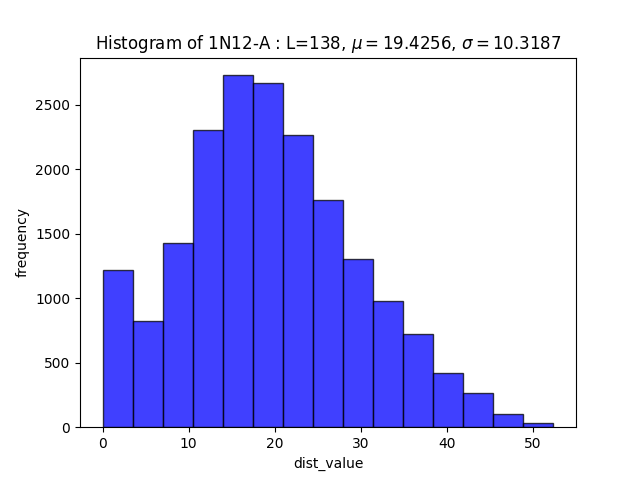 Histogram of 1N12-A : L=138, μ = 19.4256, σ = 10.3187
2500
2000
1500
1000
500
0
frequency
0 10 20 30 40 50
dist_value